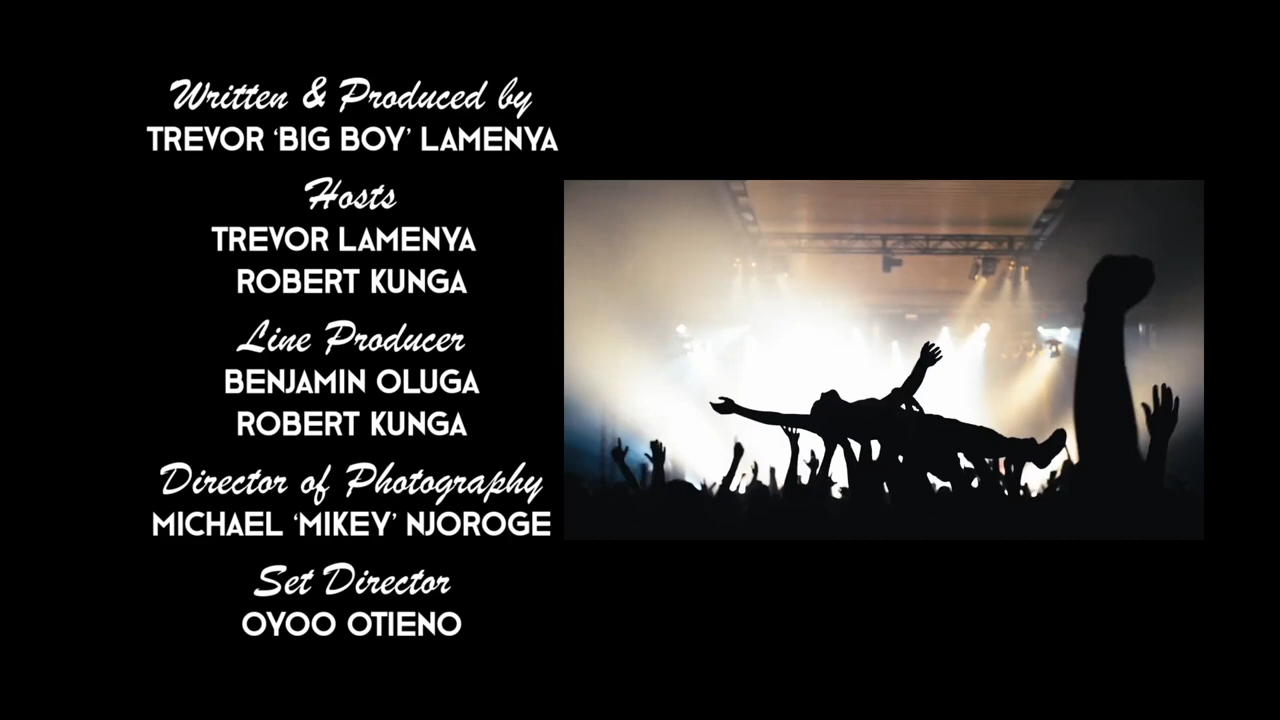 Written & Produced by
TREVOR ‘BIG BOY’ LAMENYA
Hosts
TREVOR LAMENYA
ROBERT KUNGA
Line Producer
BENJAMIN OLUGA
ROBERT KUNGA
Director of Photography
MICHAEL ‘MIKEY’ NJOROGE
Set Director
OYOO OTIENO